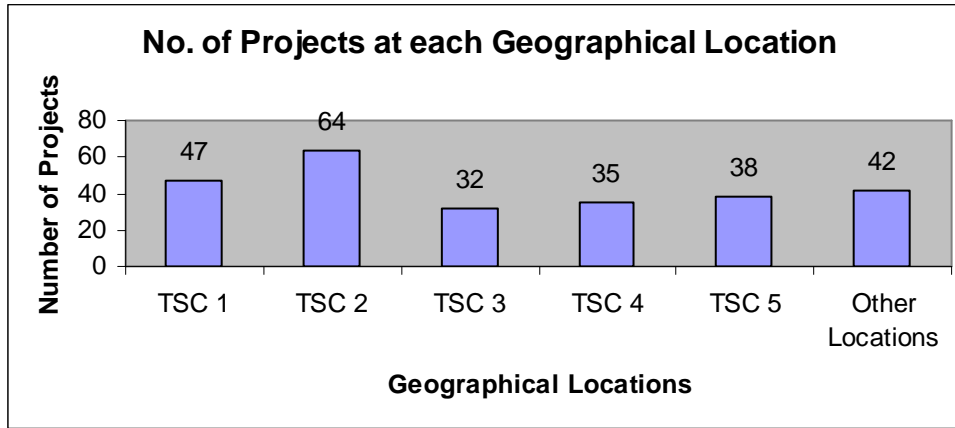 No. of Projects at each Geographical Location
Number of Projects
80
60
40
20
0
47
64
32
35
38
42
TSC 1
TSC 2
TSC 3
TSC 4
TSC 5
Other
Locations
Geographical Locations